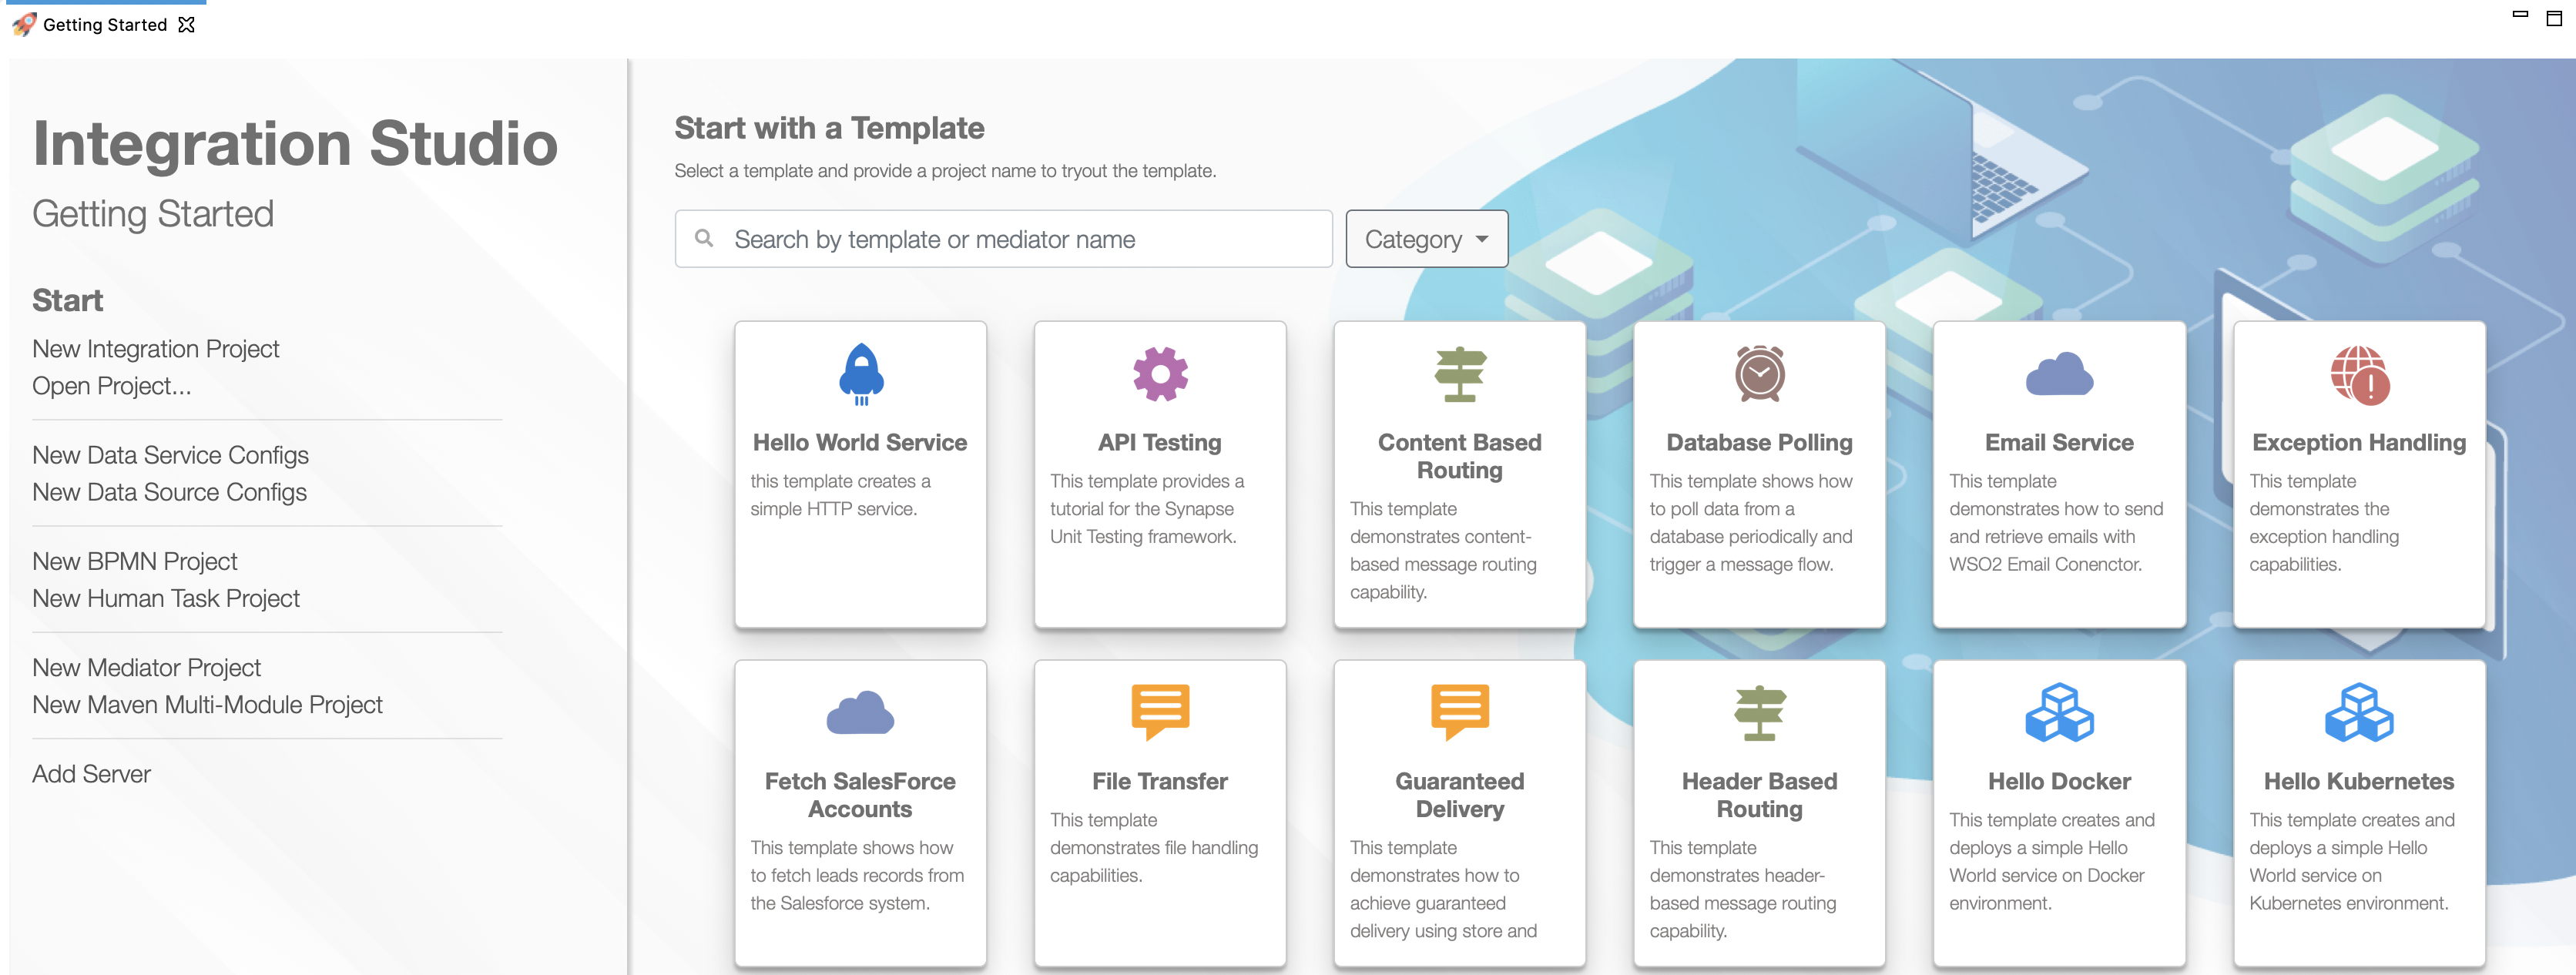 Getting Started
Integration Studio
Getting Started
Start
New Integration Project
Open Project...
New Data Service Configs
New Data Source Configs
New BPMN Project
New Human Task Project
New Mediator Project
New Maven Multi-Module Project
Add Server
Start with a Template
Select a template and provide a project name to tryout the template.
Search by template or mediator name
Category
Hello World Service
this template creates a
simple HTTP service.
API Testing
This template provides a
tutorial for the Synapse
Unit Testing framework.
Content Based
Routing
This template
demonstrates content-
based message routing
capability.
Database Polling
This template shows how
to poll data from a
database periodically and
trigger a message flow.
Email Service
This template
demonstrates how to send
and retrieve emails with
WSO2 Email Conenctor.
Exception Handling
This template
demonstrates the
exception handling
capabilities.
Fetch SalesForce
Accounts
This template shows how
to fetch leads records from
the Salesforce system.
File Transfer
This template
demonstrates file handling
capabilities.
Guaranteed
Delivery
This template
demonstrates how to
achieve guaranteed
delivery using store and
Header Based
Routing
This template
demonstrates header-
based message routing
capability.
Hello Docker
This template creates and
deploys a simple Hello
World service on Docker
environment.
Hello Kubernetes
This template creates and
deploys a simple Hello
World service on
Kubernetes environment.